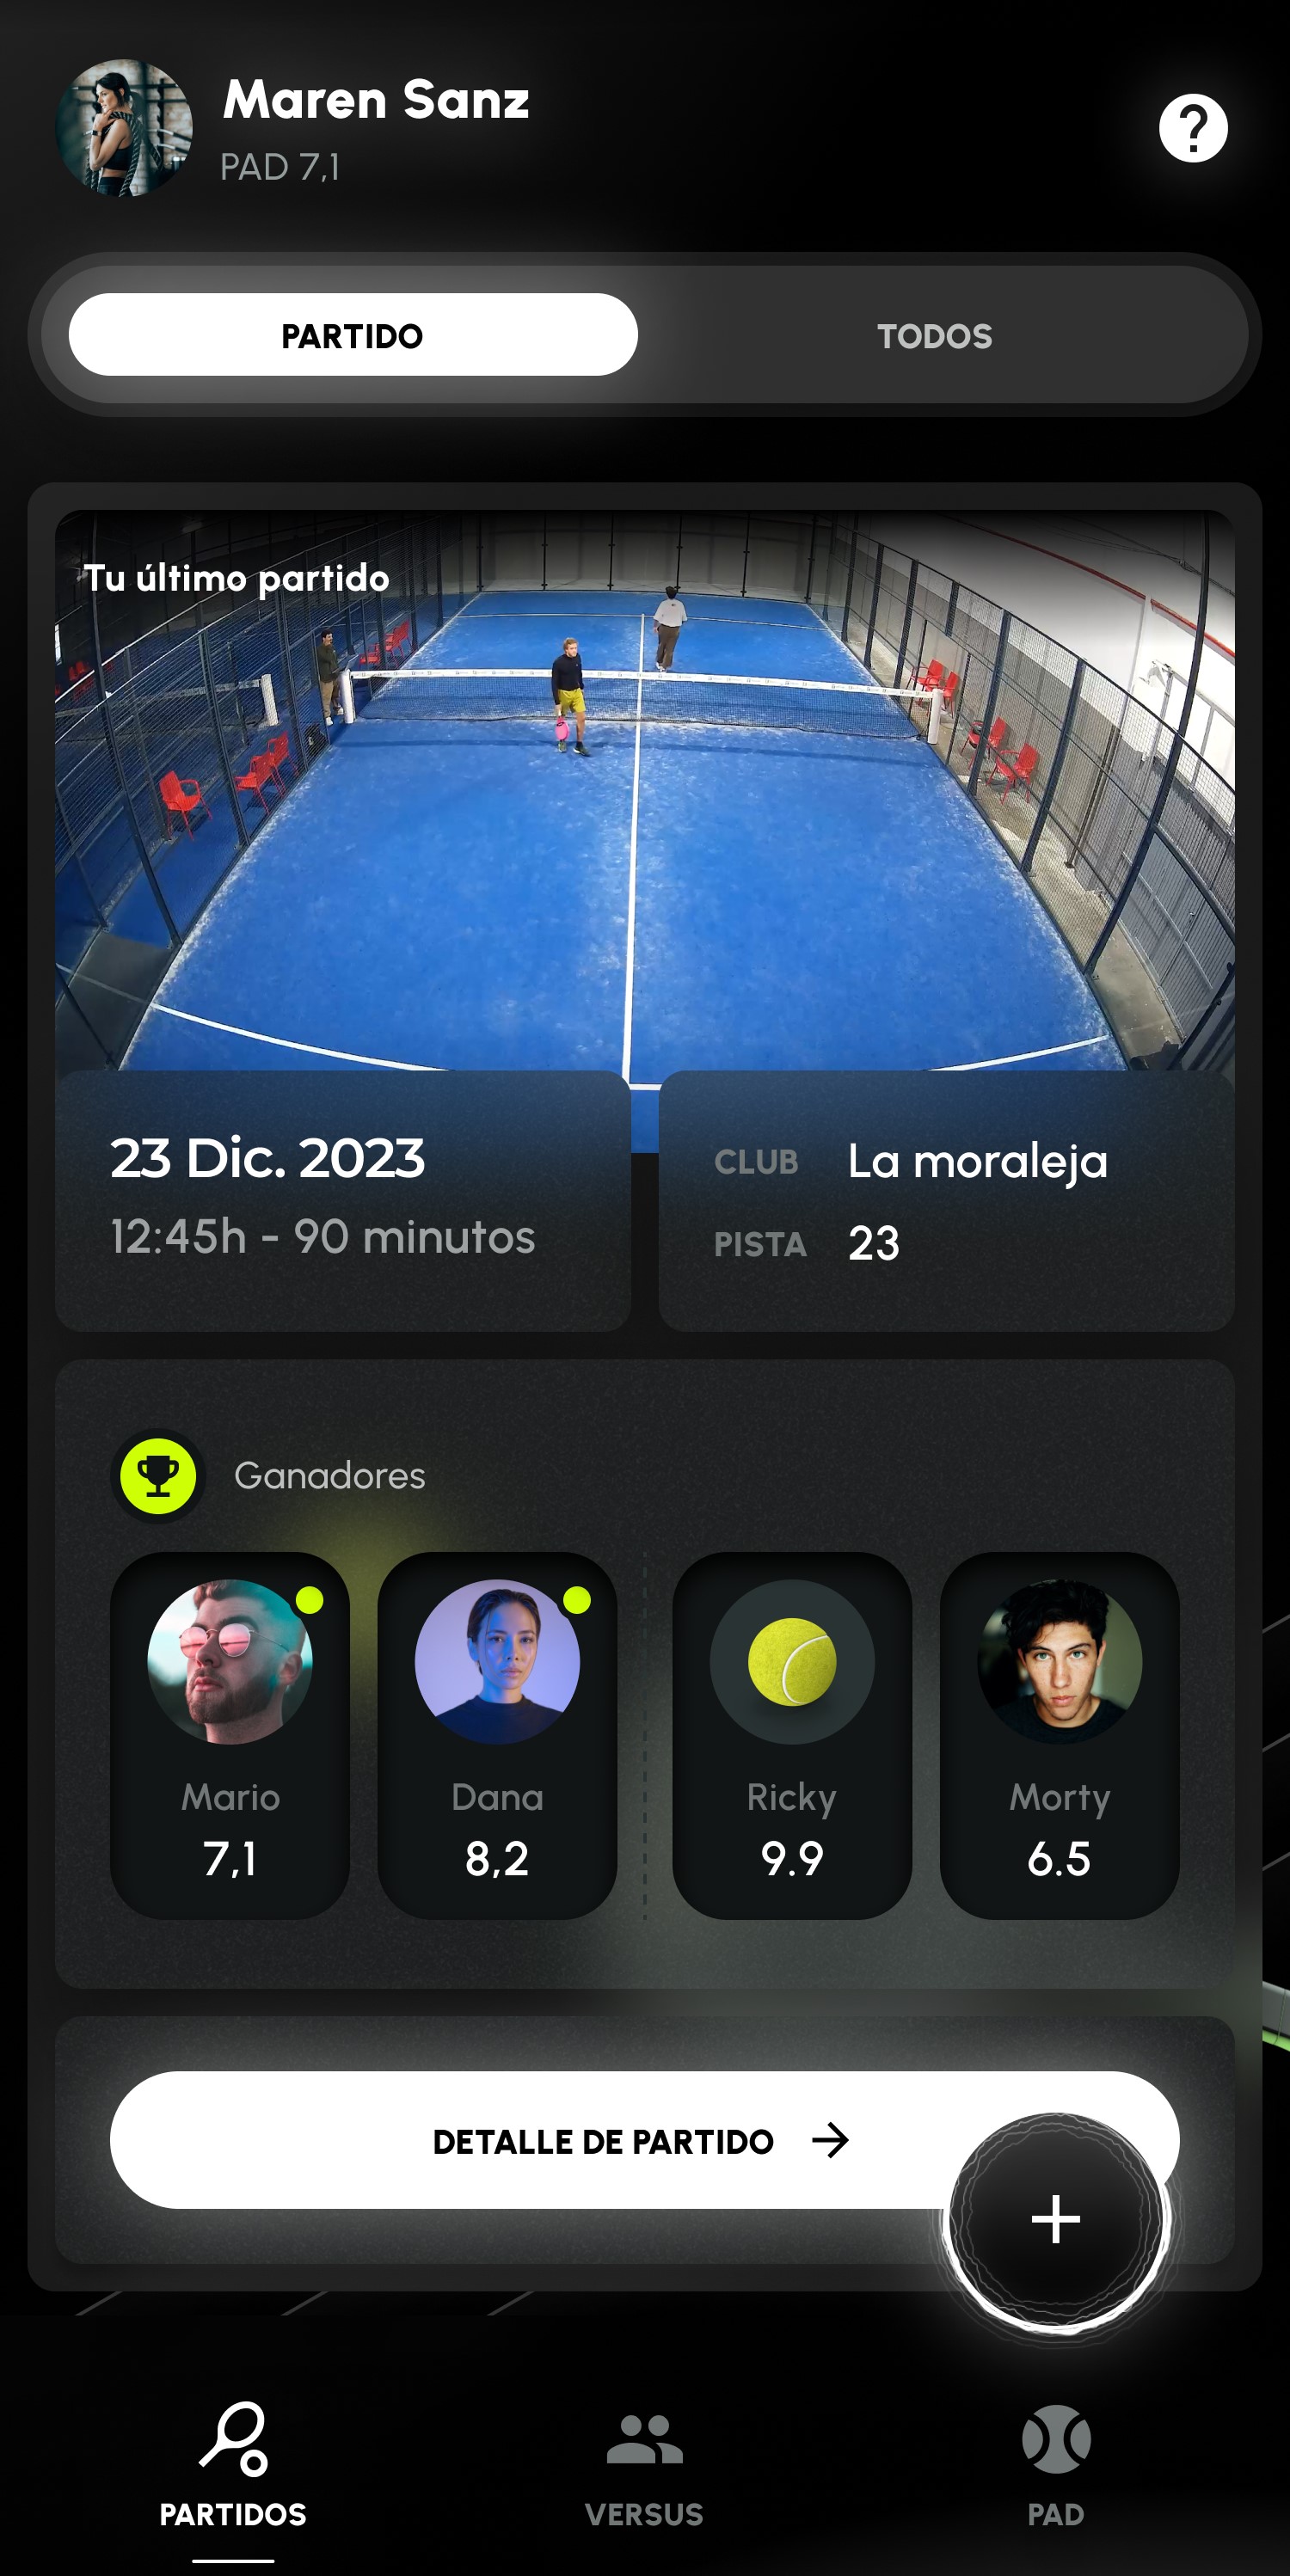 Maren Sanz
PAD 7,1
PARTIDO
TODOS
Tu último partido
23 Dic. 2023
12:45h - 90 minutos
CLUB La moraleja
PISTA 23
Ganadores
Mario
7,1
Dana
8,2
Ricky
9.9
Morty
6.5
DETALLE DE PARTIDO
PARTIDOS
VERSUS
PAD